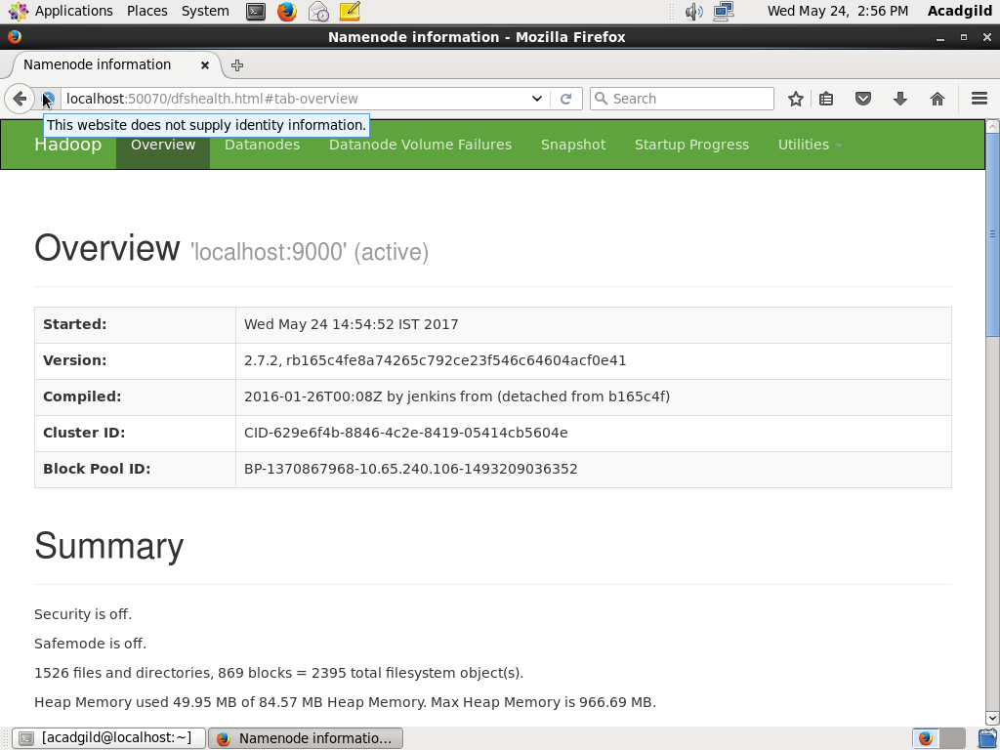 Applications Places System Wed May 24, 2:56 PM Acadgild
Namenode information - Mozilla Firefox
Namenode information
localhost:50070/dfshealth.html#tab-overview Search
This website does not supply identity information.
Hadoop Overview Datanodes Datanode Volume Failures Snapshot Startup Progress Utilities
Overview 'localhost:9000' (active)
Started: Wed May 24 14:54:52 IST 2017
Version: 2.7.2, rb165c4fe8a74265c792ce23f546c64604acf0e41
Compiled: 2016-01-26T00:08Z by jenkins from (detached from b165c4f)
Cluster ID: CID-629e6f4b-8846-4c2e-8419-05414cb5604e
Block Pool ID: BP-1370867968-10.65.240.106-1493209036352
Summary
Security is off.
Safemode is off.
1526 files and directories, 869 blocks = 2395 total filesystem object(s).
Heap Memory used 49.95 MB of 84.57 MB Heap Memory. Max Heap Memory is 966.69 MB.
[acadgild@localhost:~] Namenode informatio...